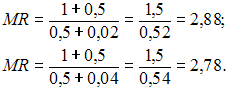 MR = (1 + 0,5)/(0,5 + 0,02) = 1,5/0,52 = 2,88;
MR = (1 + 0,5)/(0,5 + 0,04) = 1,5/0,54 = 2,78.